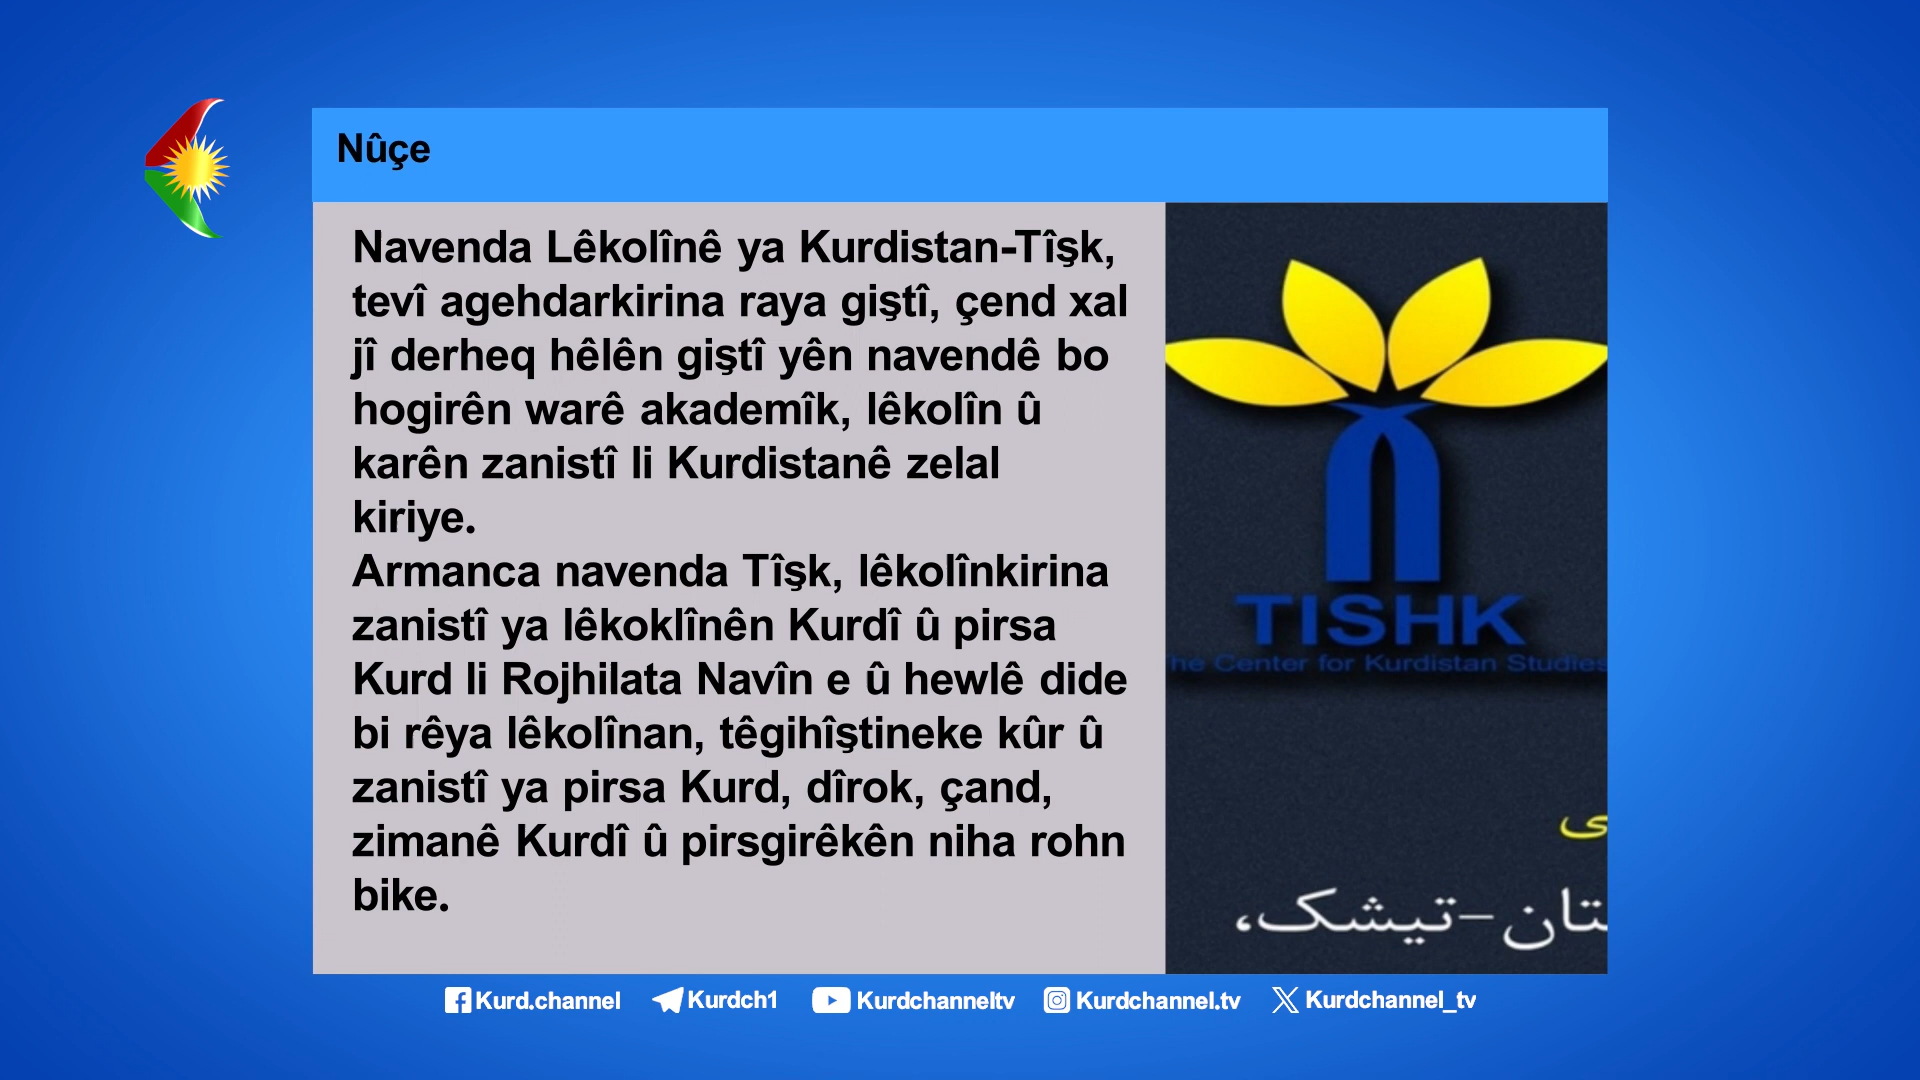 Nûçe
Navenda Lêkolînê ya Kurdistan-Tîşk,
tevî agehdarkirina raya giştî, çend xal
jî derheq hêlên giştî yên navendê bo
hogirên warê akademîk, lêkolîn û
karên zanistî li Kurdistanê zelal
kiriye.
Armanca navenda Tîşk, lêkolînkirina
zanistî ya lêkoklînên Kurdî û pirsa
Kurd li Rojhilata Navîn e û hewlê dide
bi rêya lêkolînan, têgihîştineke kûr û
zanistî ya pirsa Kurd, dîrok, çand,
zimanê Kurdî û pirsgirêkên niha rohn
bike.
TISHK
he Center for Kurdistan Studies
ی
تان–تیشک،
Kurd.channel
Kurdch1
Kurdchanneltv
Kurdchannel.tv
Kurdchannel_tv